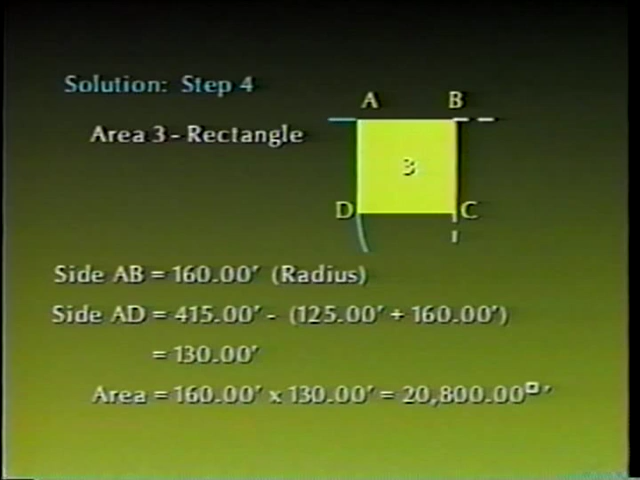 Solution: Step 4
A B
Area 3 - Rectangle
3
D C
Side AB = 160.00' (Radius)
Side AD = 415.00' - (125.00' + 160.00')
= 130.00'
Area = 160.00' x 130.00' = 20,800.00□'